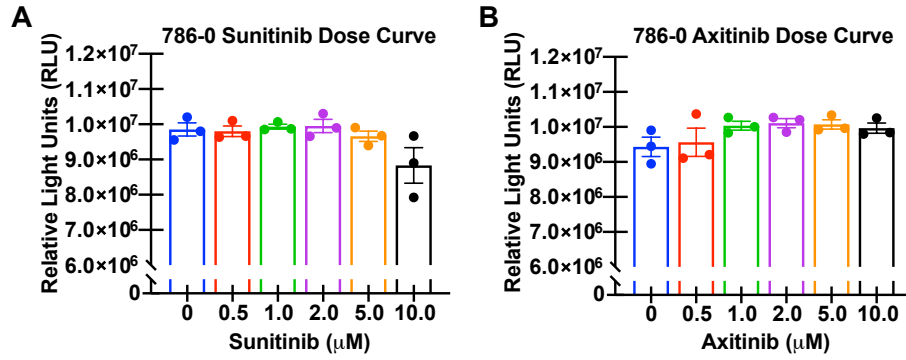 A
786-0 Sunitinib Dose Curve
Relative Light Units (RLU)
1.2×10⁷
1.1×10⁷
1.0×10⁷
9.0×10⁶
8.0×10⁶
7.0×10⁶
6.0×10⁶
0
0 0.5 1.0 2.0 5.0 10.0
Sunitinib (μM)
B
786-0 Axitinib Dose Curve
Relative Light Units (RLU)
1.2×10⁷
1.1×10⁷
1.0×10⁷
9.0×10⁶
8.0×10⁶
7.0×10⁶
6.0×10⁶
0
0 0.5 1.0 2.0 5.0 10.0
Axitinib (μM)